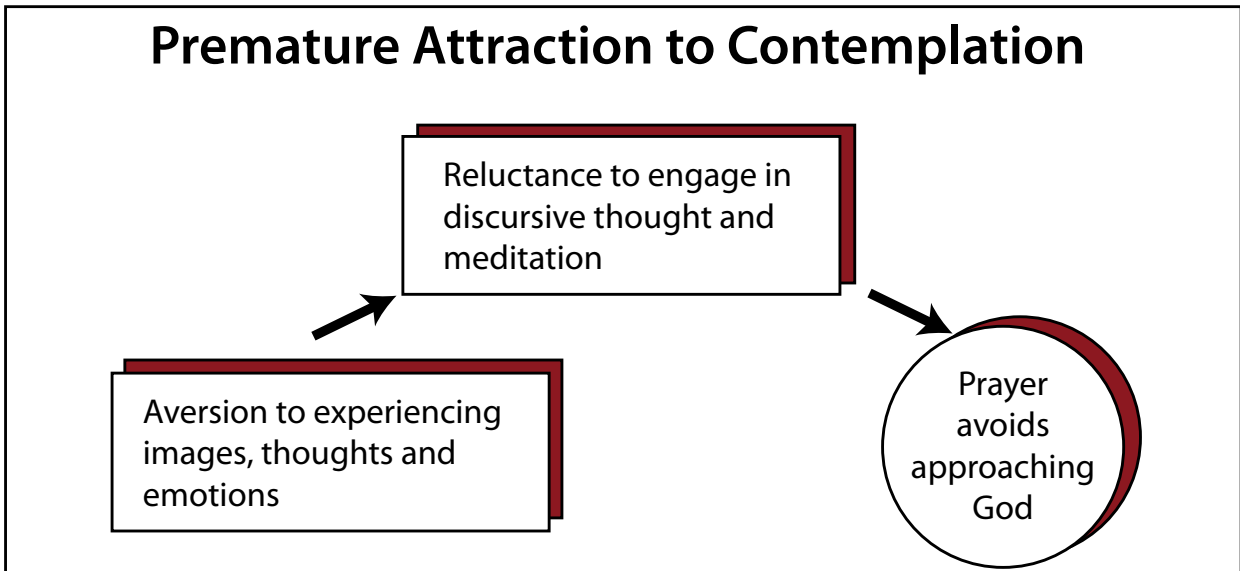 Premature Attraction to Contemplation
Reluctance to engage in
discursive thought and
meditation
Aversion to experiencing
images, thoughts and
emotions
Prayer
avoids
approaching
God